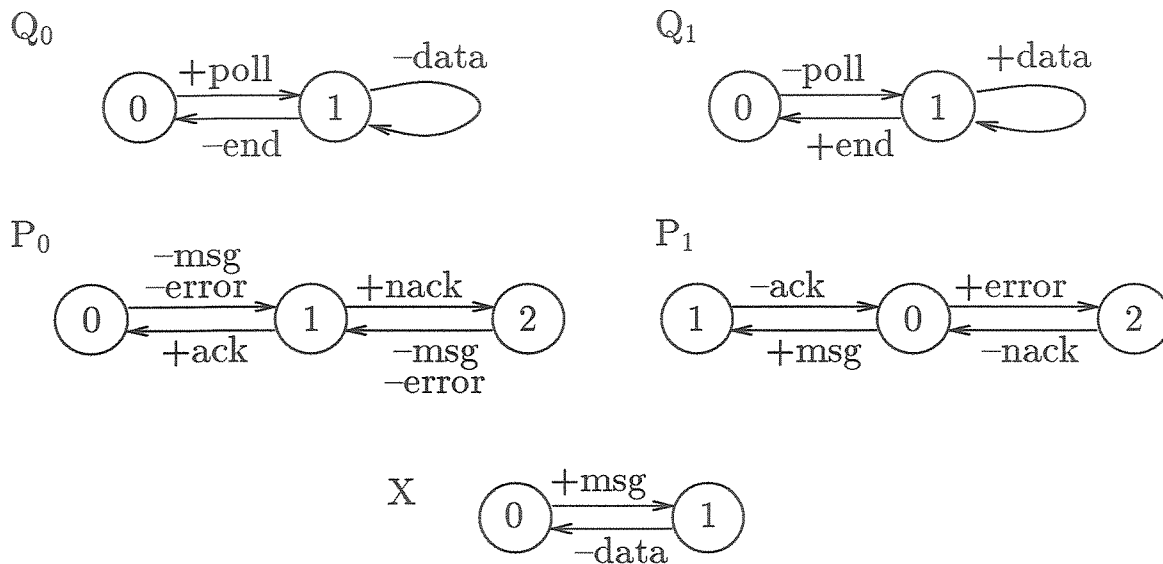 Q₀
+poll
–data
0
1
–end
Q₁
–poll
+data
0
1
+end
P₀
–msg
–error
+nack
0
1
2
+ack
–msg
–error
P₁
–ack
+error
1
0
2
+msg
–nack
X
+msg
0
1
–data